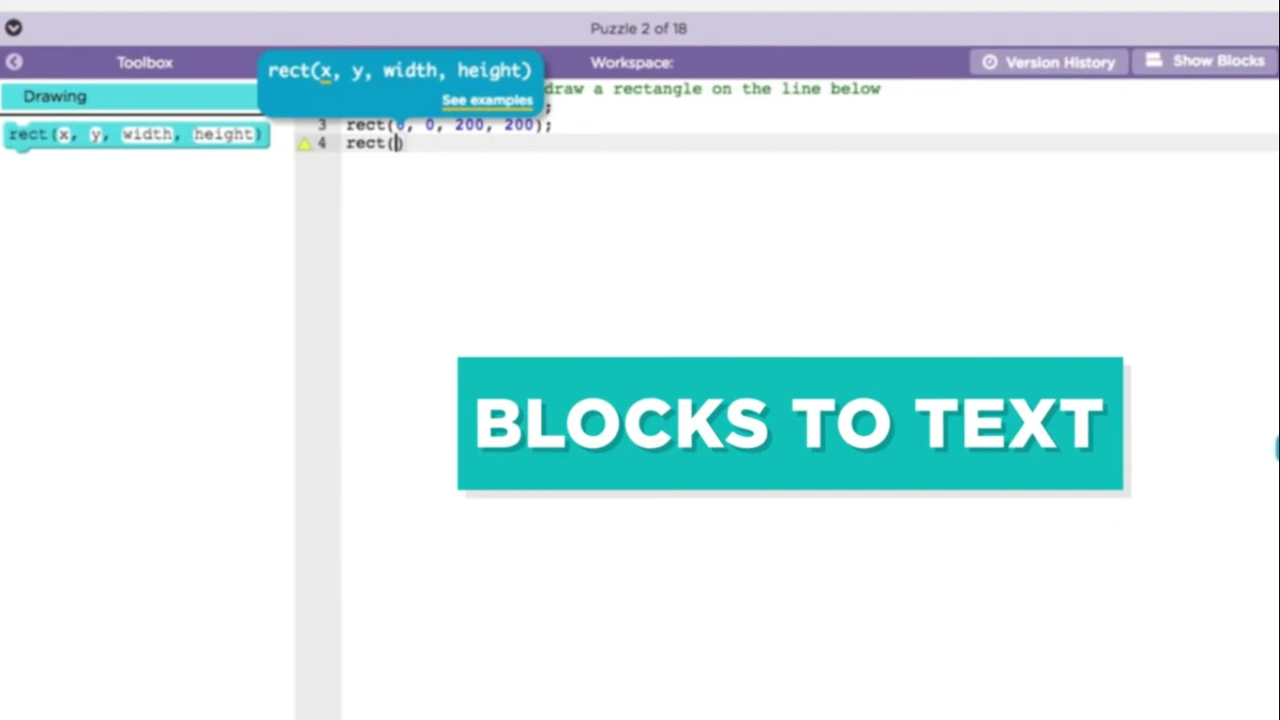 Puzzle 2 of 18
Toolbox
Workspace:
Version History
Show Blocks
rect(x, y, width, height)
See examples
Drawing
draw a rectangle on the line below
;
rect(x, y, width, height)
3 rect(0, 0, 200, 200);
4 rect()
BLOCKS TO TEXT